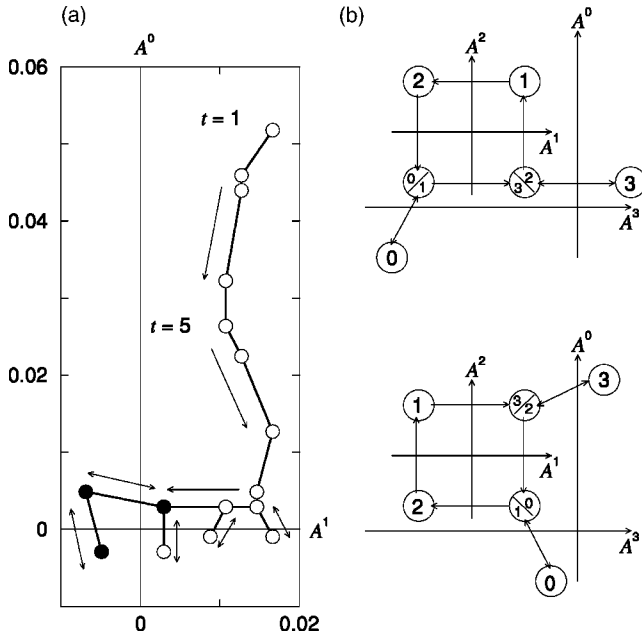 (a)
A⁰
0.06
0.04
0.02
0
t = 1
t = 5
A¹
0
0.02
(b)
A⁰
A²
2
1
A¹
0/1
3\2
3
A³
0
A⁰
A²
3
1
3/2
A¹
2
1\0
A³
0